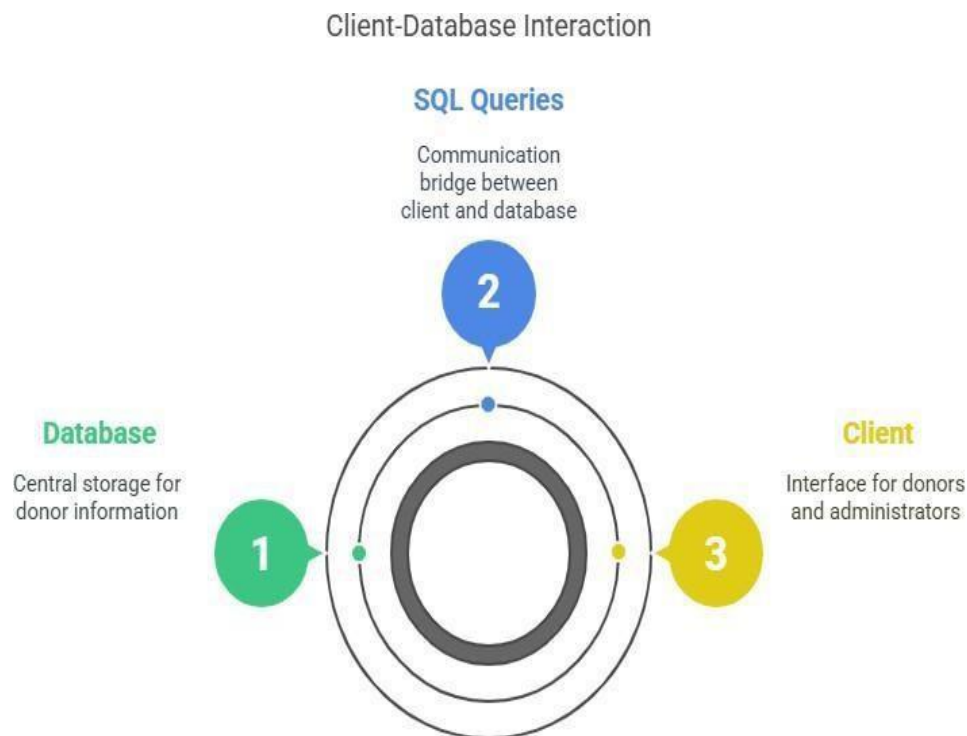 Client-Database Interaction
SQL Queries
Communication
bridge between
client and database
2
Database
Central storage for
donor information
1
Client
Interface for donors
and administrators
3